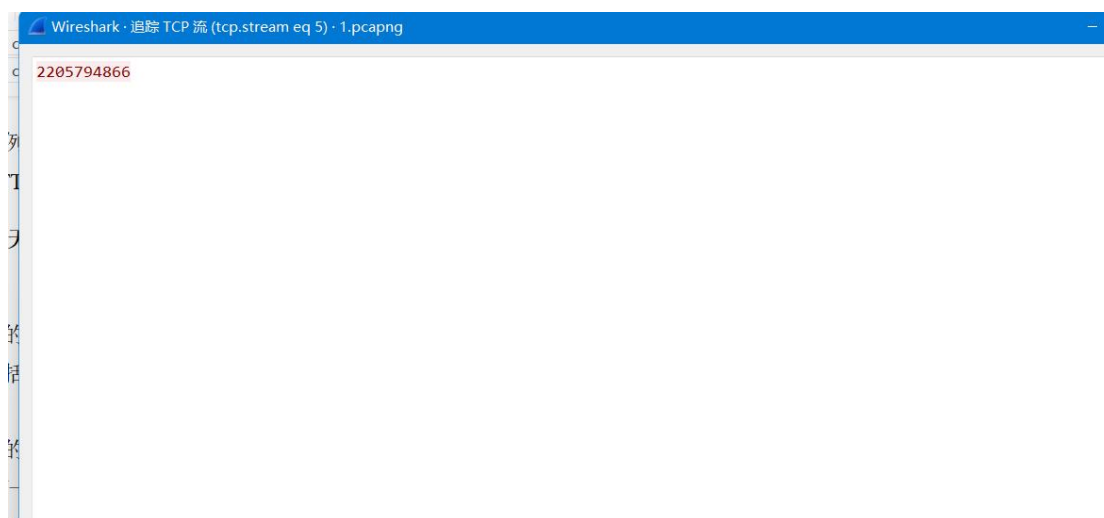 Wireshark · 追踪 TCP 流 (tcp.stream eq 5) · 1.pcapng
2205794866